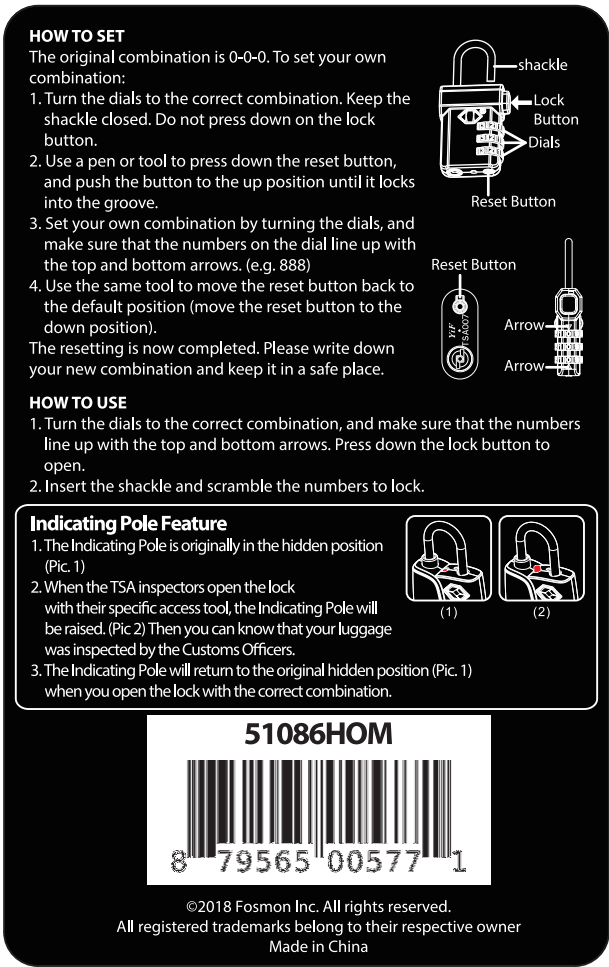 HOW TO SET
The original combination is 0-0-0. To set your own
combination:
1. Turn the dials to the correct combination. Keep the
shackle closed. Do not press down on the lock
button.
2. Use a pen or tool to press down the reset button,
and push the button to the up position until it locks
into the groove.
3. Set your own combination by turning the dials, and
make sure that the numbers on the dial line up with
the top and bottom arrows. (e.g. 888)
4. Use the same tool to move the reset button back to
the default position (move the reset button to the
down position).
The resetting is now completed. Please write down
your new combination and keep it in a safe place.
shackle
Lock
Button
Dials
Reset Button
Reset Button
YIF
TSA007
Arrow
Arrow
HOW TO USE
1. Turn the dials to the correct combination, and make sure that the numbers
line up with the top and bottom arrows. Press down the lock button to
open.
2. Insert the shackle and scramble the numbers to lock.
Indicating Pole Feature
1. The Indicating Pole is originally in the hidden position
(Pic. 1)
2. When the TSA inspectors open the lock
with their specific access tool, the Indicating Pole will
be raised. (Pic 2) Then you can know that your luggage
was inspected by the Customs Officers.
3. The Indicating Pole will return to the original hidden position (Pic. 1)
when you open the lock with the correct combination.
(1)
(2)
51086HOM
8 79565 00577 1
©2018 Fosmon Inc. All rights reserved.
All registered trademarks belong to their respective owner
Made in China